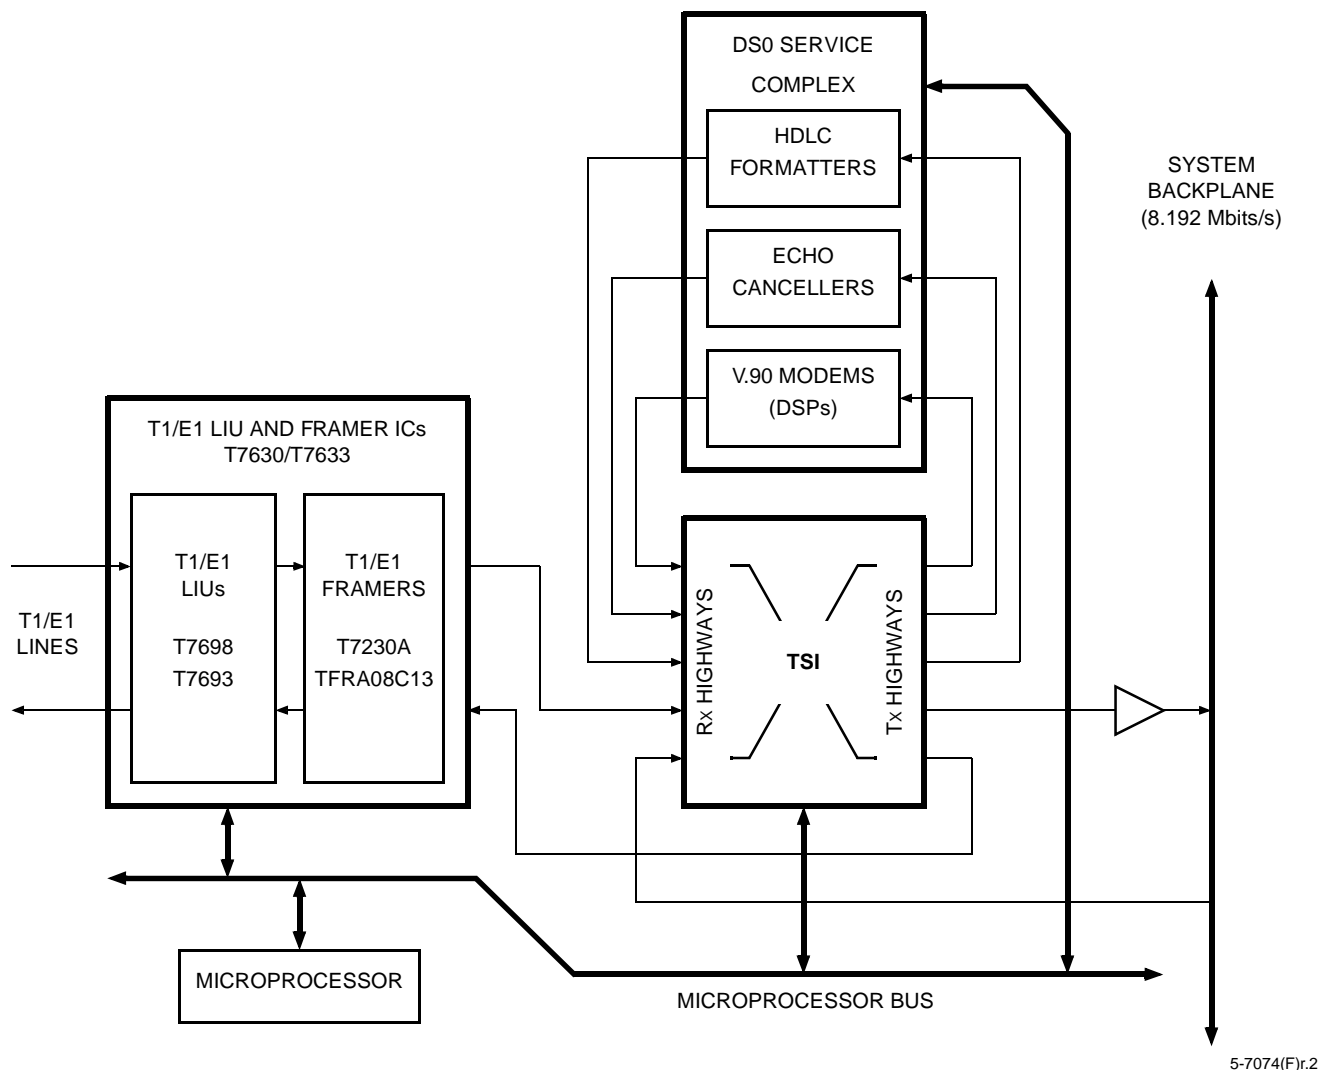 DS0 SERVICE
COMPLEX
HDLC
FORMATTERS
ECHO
CANCELLERS
V.90 MODEMS
(DSPs)
SYSTEM
BACKPLANE
(8.192 Mbits/s)
T1/E1 LIU AND FRAMER ICs
T7630/T7633
T1/E1
LIUs
T7698
T7693
T1/E1
FRAMERS
T7230A
TFRA08C13
T1/E1
LINES
Rx HIGHWAYS
TSI
Tx HIGHWAYS
MICROPROCESSOR
MICROPROCESSOR BUS
5-7074(F)r.2